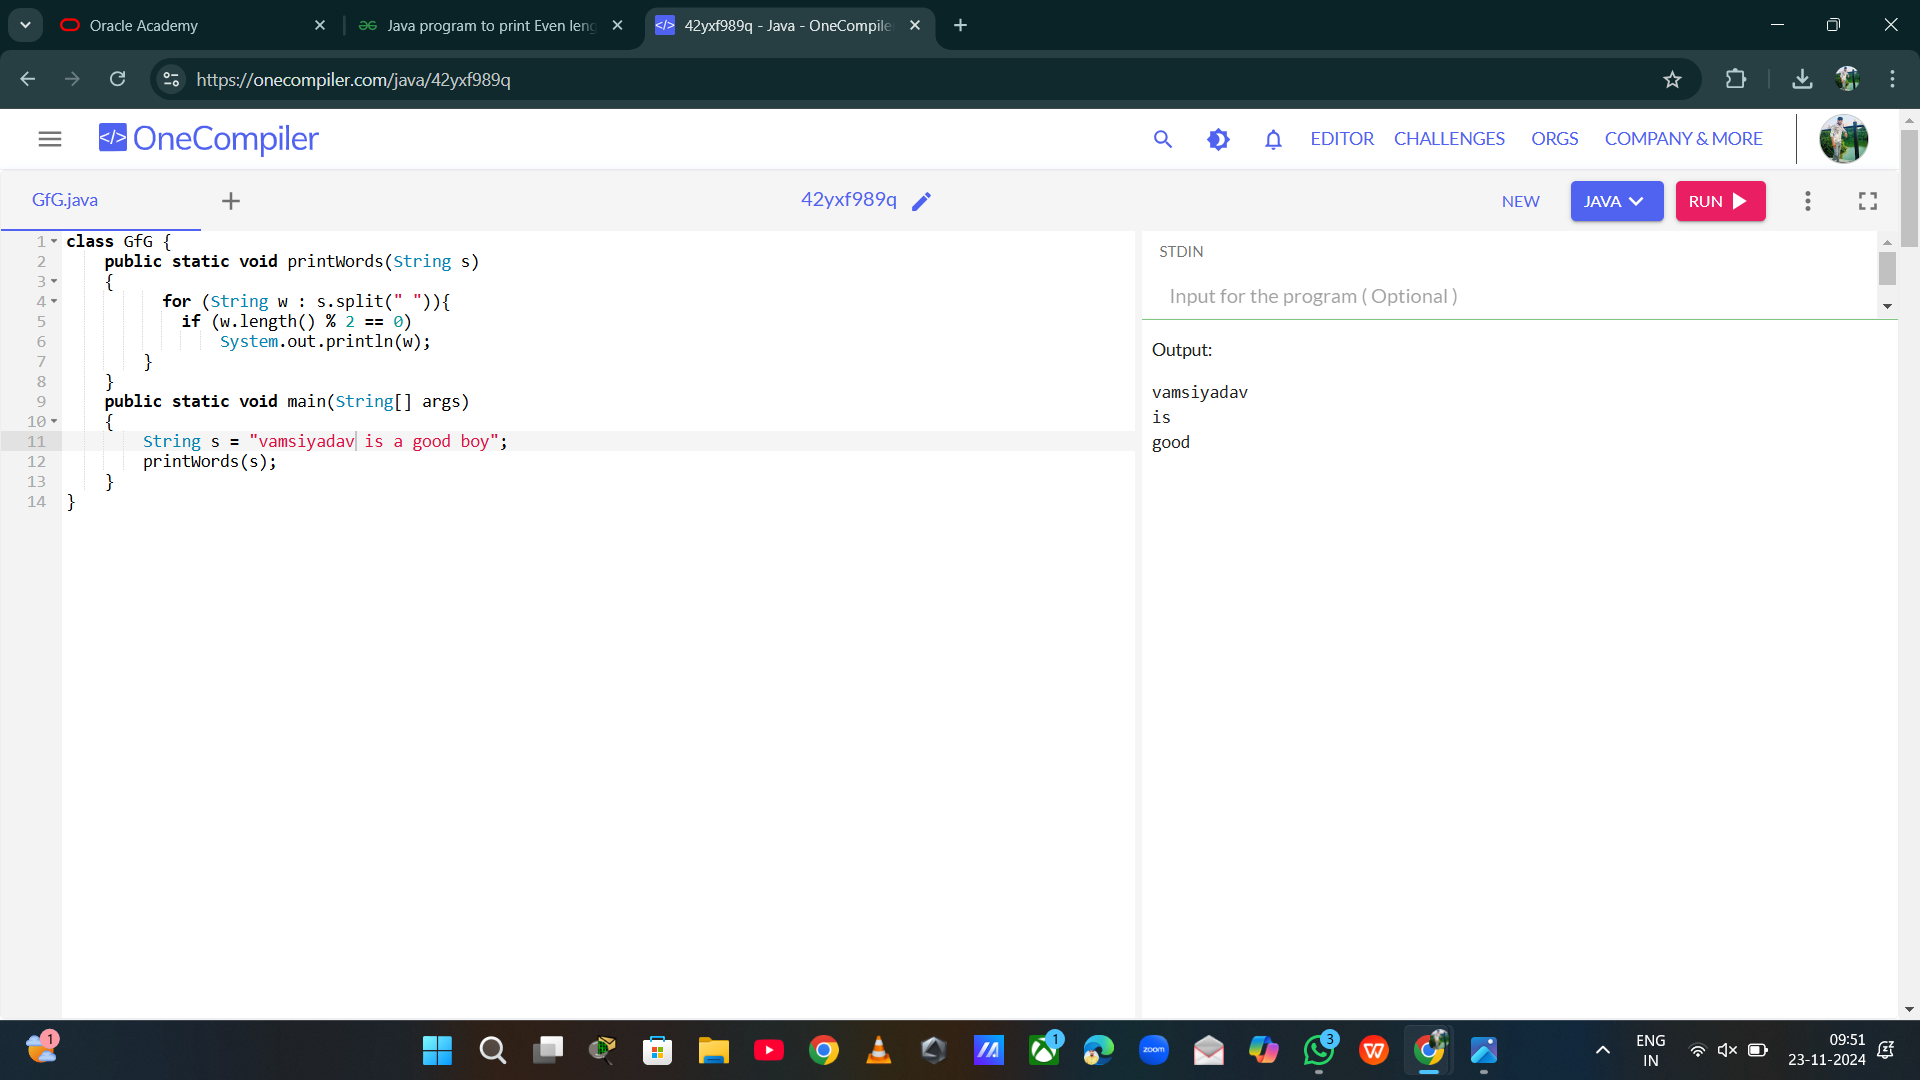 Oracle Academy
Java program to print Even leng
42yxf989q - Java - OneCompile
https://onecompiler.com/java/42yxf989q
</> OneCompiler
EDITOR CHALLENGES ORGS COMPANY & MORE
GfG.java
42yxf989q
NEW JAVA RUN
1 class GfG {
2 public static void printWords(String s)
3 {
4 for (String w : s.split(" ")){
5 if (w.length() % 2 == 0)
6 System.out.println(w);
7 }
8 }
9 public static void main(String[] args)
10 {
11 String s = "vamsiyadav is a good boy";
12 printWords(s);
13 }
14 }
STDIN
Input for the program ( Optional )
Output:
vamsiyadav
is
good
1
1
zoom
3
W
ENG
IN
09:51
23-11-2024